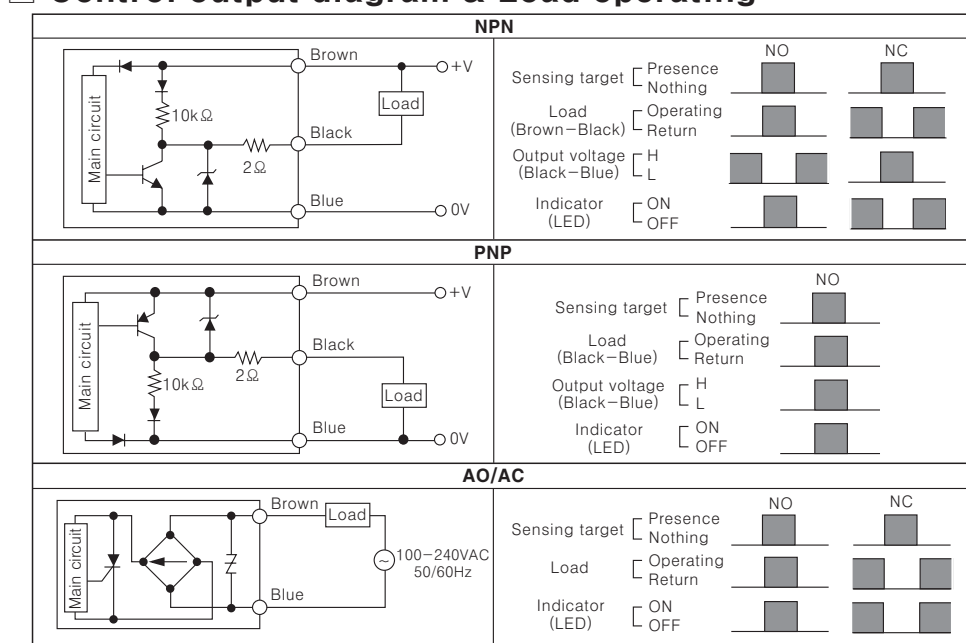 Control output diagram & Load operating
NPN
Main circuit
Brown
+V
10kΩ
Load
Black
2Ω
Blue
0V
NO
NC
Sensing target
Presence
Nothing
Load
(Brown-Black)
Operating
Return
Output voltage
(Black-Blue)
H
L
Indicator
(LED)
ON
OFF
PNP
Main circuit
Brown
+V
Black
2Ω
10kΩ
Load
Blue
0V
NO
Sensing target
Presence
Nothing
Load
(Black-Blue)
Operating
Return
Output voltage
(Black-Blue)
H
L
Indicator
(LED)
ON
OFF
AO/AC
Main circuit
Brown
Load
100-240VAC
50/60Hz
Blue
NO
NC
Sensing target
Presence
Nothing
Load
Operating
Return
Indicator
(LED)
ON
OFF